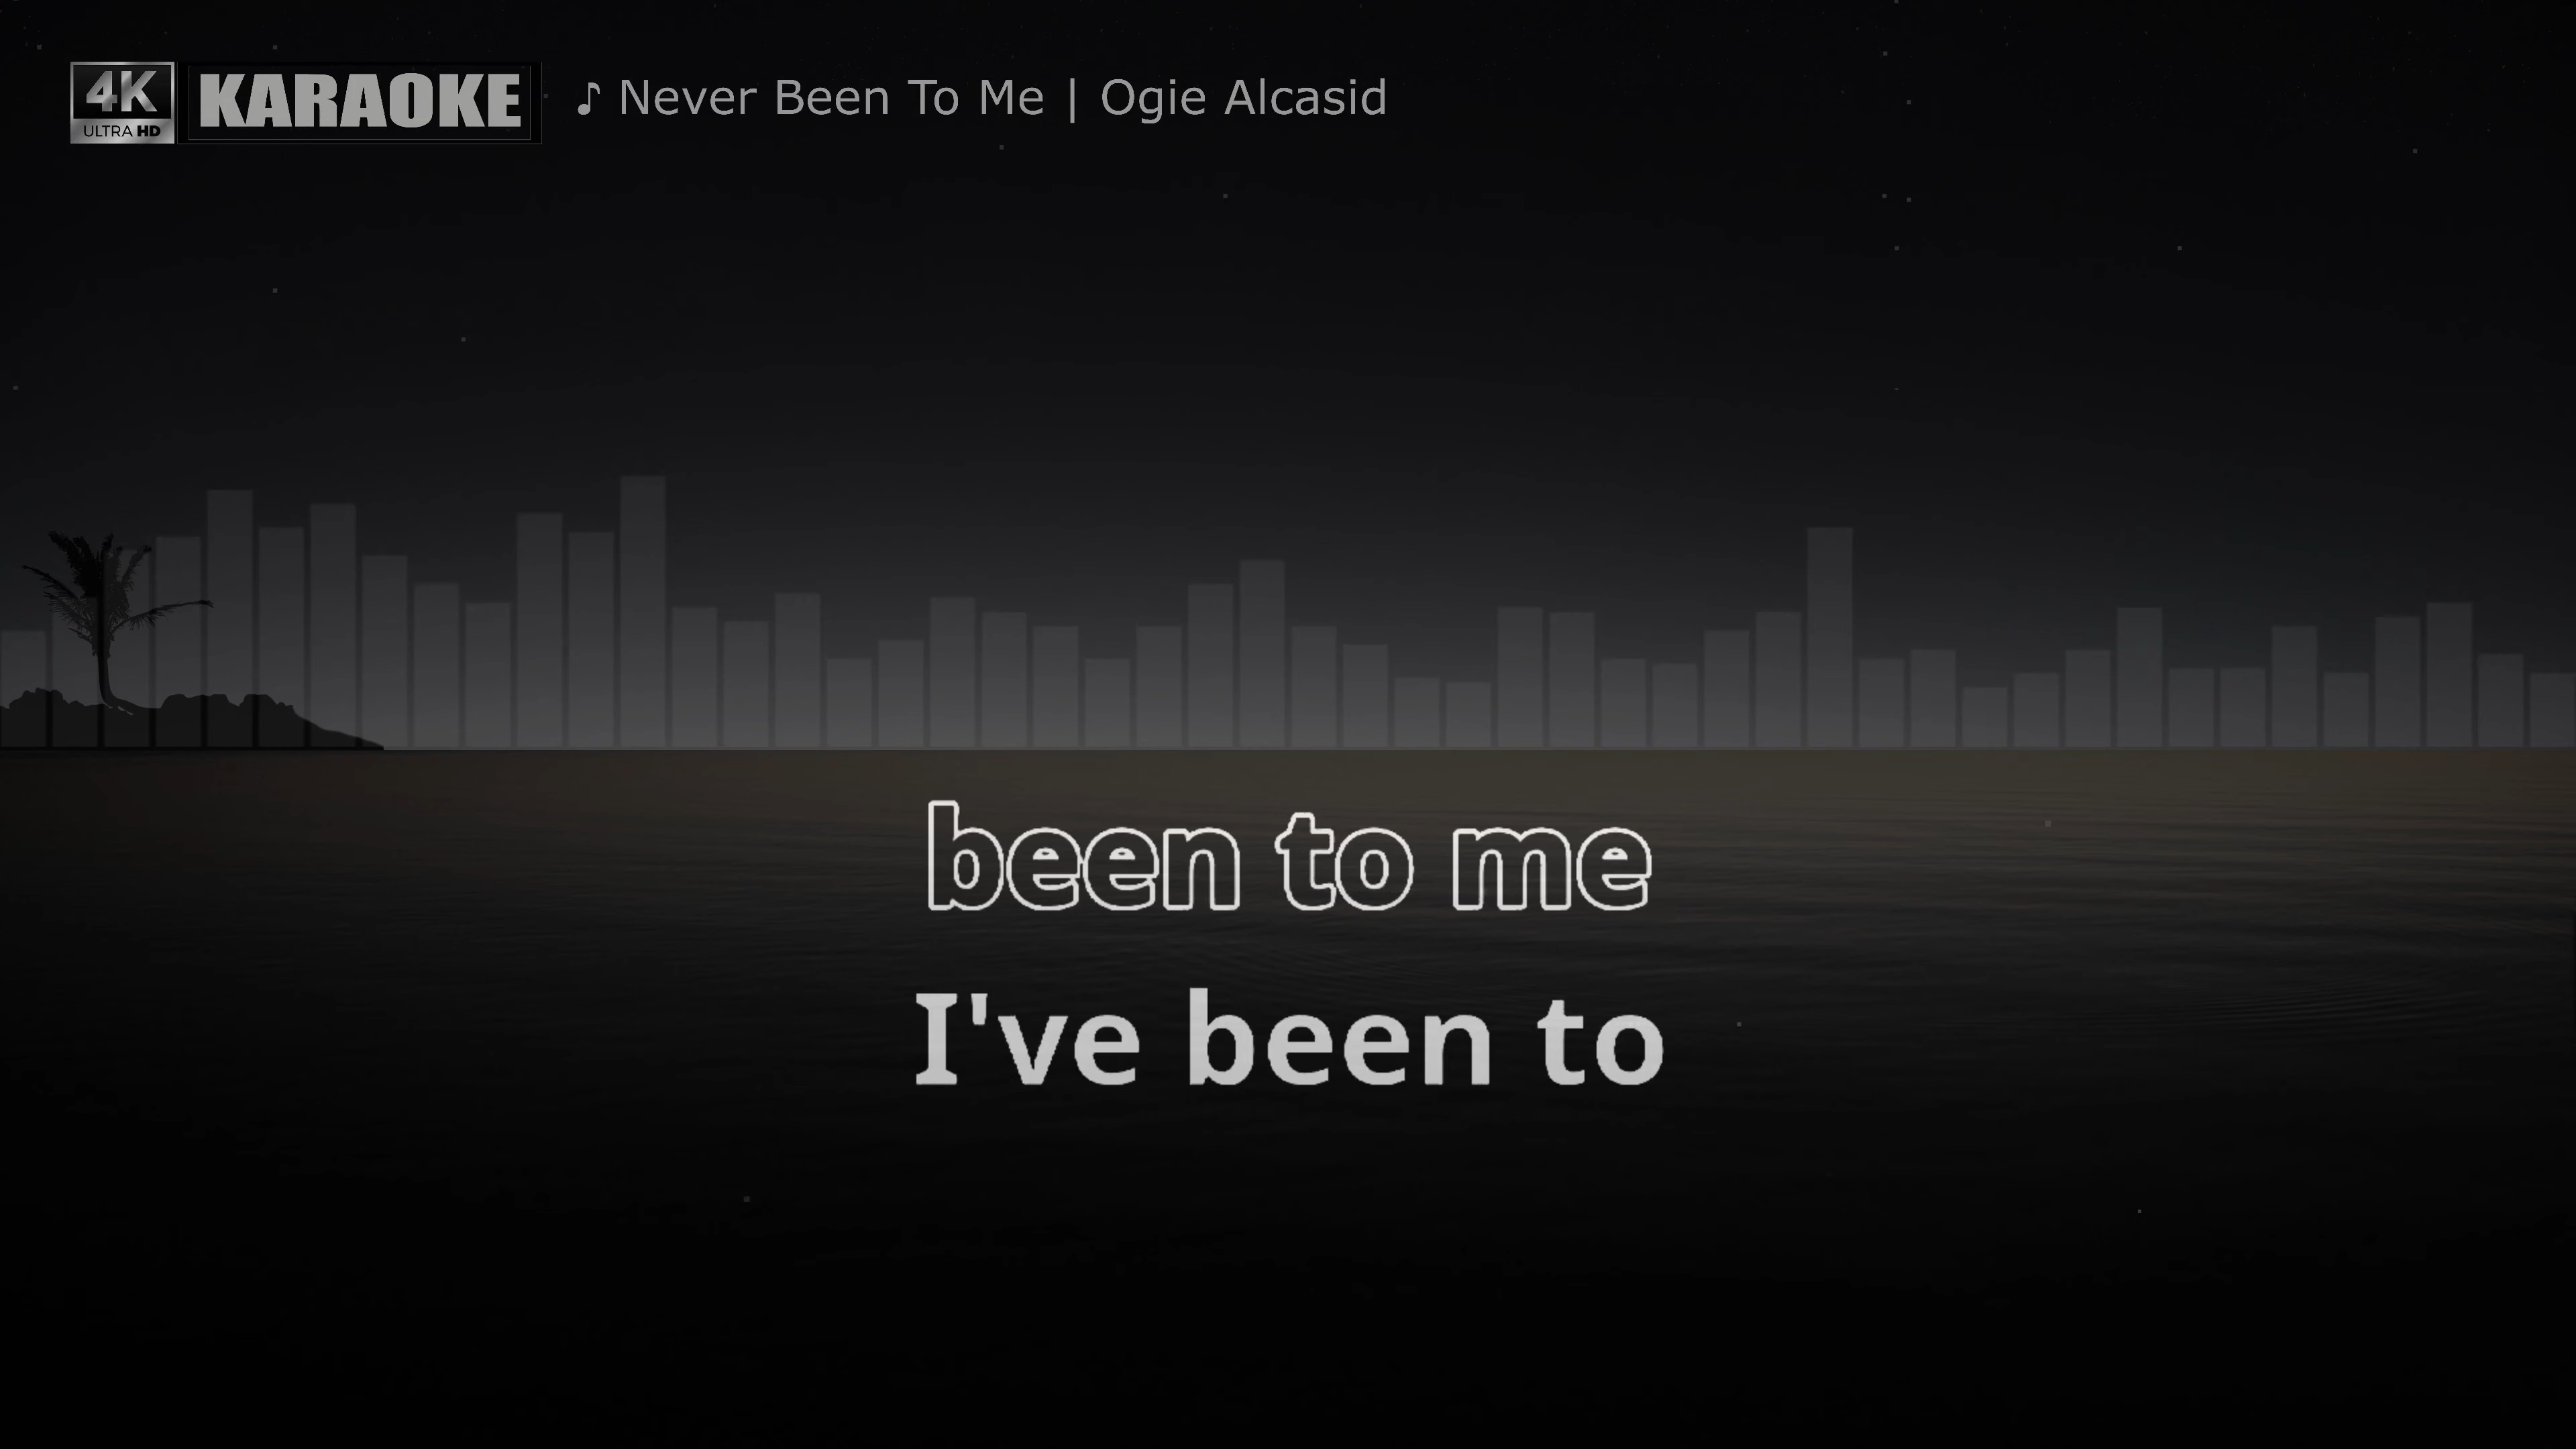 4K
ULTRA HD
KARAOKE
♪ Never Been To Me | Ogie Alcasid
been to me
I've been to